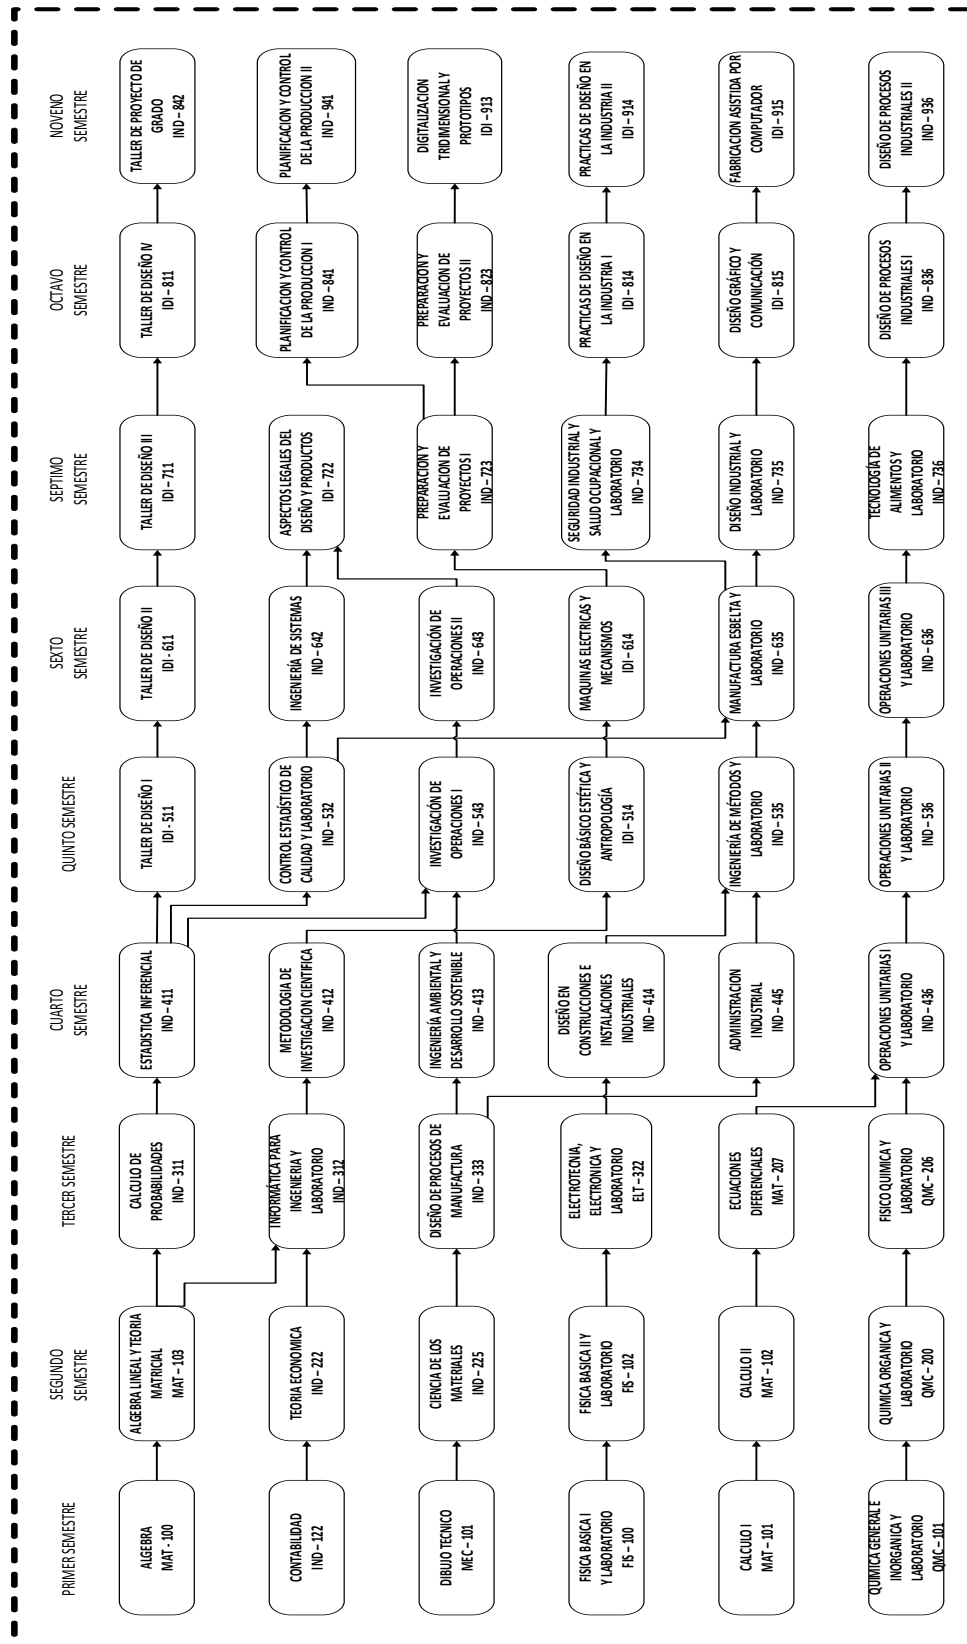 PRIMER SEMESTRE
SEGUNDO
SEMESTRE
TERCER SEMESTRE
CUARTO
SEMESTRE
QUINTO SEMESTRE
SEXTO
SEMESTRE
SEPTIMO
SEMESTRE
OCTAVO
SEMESTRE
NOVENO
SEMESTRE
ALGEBRA
MAT - 100
ALGEBRA LINEAL Y TEORIA
MATRICIAL
MAT – 103
CALCULO DE
PROBABILIDADES
IND – 311
ESTADISTICA INFERENCIAL
IND – 411
TALLER DE DISEÑO I
IDI – 511
TALLER DE DISEÑO II
IDI - 611
TALLER DE DISEÑO III
IDI – 711
TALLER DE DISEÑO IV
IDI – 811
TALLER DE PROYECTO DE
GRADO
IND – 842
CONTABILIDAD
IND – 122
TEORIA ECONOMICA
IND – 222
INFORMÁTICA PARA
INGENIERIA Y
LABORATORIO
IND – 312
METODOLOGIA DE
INVESTIGACION CIENTIFICA
IND – 412
CONTROL ESTADÍSTICO DE
CALIDAD Y LABORATORIO
IND – 532
INGENIERÍA DE SISTEMAS
IND – 642
ASPECTOS LEGALES DEL
DISEÑO Y PRODUCTOS
IDI – 722
PLANIFICACION Y CONTROL
DE LA PRODUCCION I
IND – 841
PLANIFICACION Y CONTROL
DE LA PRODUCCION II
IND – 941
DIBUJO TECNICO
MEC – 101
CIENCIA DE LOS
MATERIALES
IND – 225
DISEÑO DE PROCESOS DE
MANUFACTURA
IND – 333
INGENIERÍA AMBIENTAL Y
DESARROLLO SOSTENIBLE
IND – 413
INVESTIGACIÓN DE
OPERACIONES I
IND – 543
INVESTIGACIÓN DE
OPERACIONES II
IND – 643
PREPARACION Y
EVALUACION DE
PROYECTOS I
IND – 723
PREPARACION Y
EVALUACION DE
PROYECTOS II
IND – 823
DIGITALIZACION
TRIDIMENSIONAL Y
PROTOTIPOS
IDI – 913
FISICA BASICA I
Y LABORATORIO
FIS – 100
FISICA BASICA II Y
LABORATORIO
FIS – 102
ELECTROTECNIA,
ELECTRONICA Y
LABORATORIO
ELT – 322
DISEÑO EN
CONSTRUCCIONES E
INSTALACIONES
INDUSTRIALES
IND – 414
DISEÑO BÁSICO ESTÉTICA Y
ANTROPOLOGÍA
IDI – 514
MAQUINAS ELECTRICAS Y
MECANISMOS
IDI – 614
SEGURIDAD INDUSTRIAL Y
SALUD OCUPACIONAL Y
LABORATORIO
IND – 734
PRACTICAS DE DISEÑO EN
LA INDUSTRIA I
IDI – 814
PRACTICAS DE DISEÑO EN
LA INDUSTRIA II
IDI – 914
CALCULO I
MAT – 101
CALCULO II
MAT – 102
ECUACIONES
DIFERENCIALES
MAT – 207
ADMINISTRACION
INDUSTRIAL
IND – 445
INGENIERÍA DE MÉTODOS Y
LABORATORIO
IND – 535
MANUFACTURA ESBELTA Y
LABORATORIO
IND – 635
DISEÑO INDUSTRIAL Y
LABORATORIO
IND – 735
DISEÑO GRÁFICO Y
COMUNICACIÓN
IDI – 815
FABRICACION ASISTIDA POR
COMPUTADOR
IDI – 915
QUIMICA GENERAL E
INORGANICA Y
LABORATORIO
QMC – 101
QUIMICA ORGANICA Y
LABORATORIO
QMC – 200
FISICO QUIMICA Y
LABORATORIO
QMC – 206
OPERACIONES UNITARIAS I
Y LABORATORIO
IND – 436
OPERACIONES UNITARIAS II
Y LABORATORIO
IND – 536
OPERACIONES UNITARIAS III
Y LABORATORIO
IND – 636
TECNOLOGÍA DE
ALIMENTOS Y
LABORATORIO
IND – 736
DISEÑO DE PROCESOS
INDUSTRIALES I
IND – 836
DISEÑO DE PROCESOS
INDUSTRIALES II
IND – 936